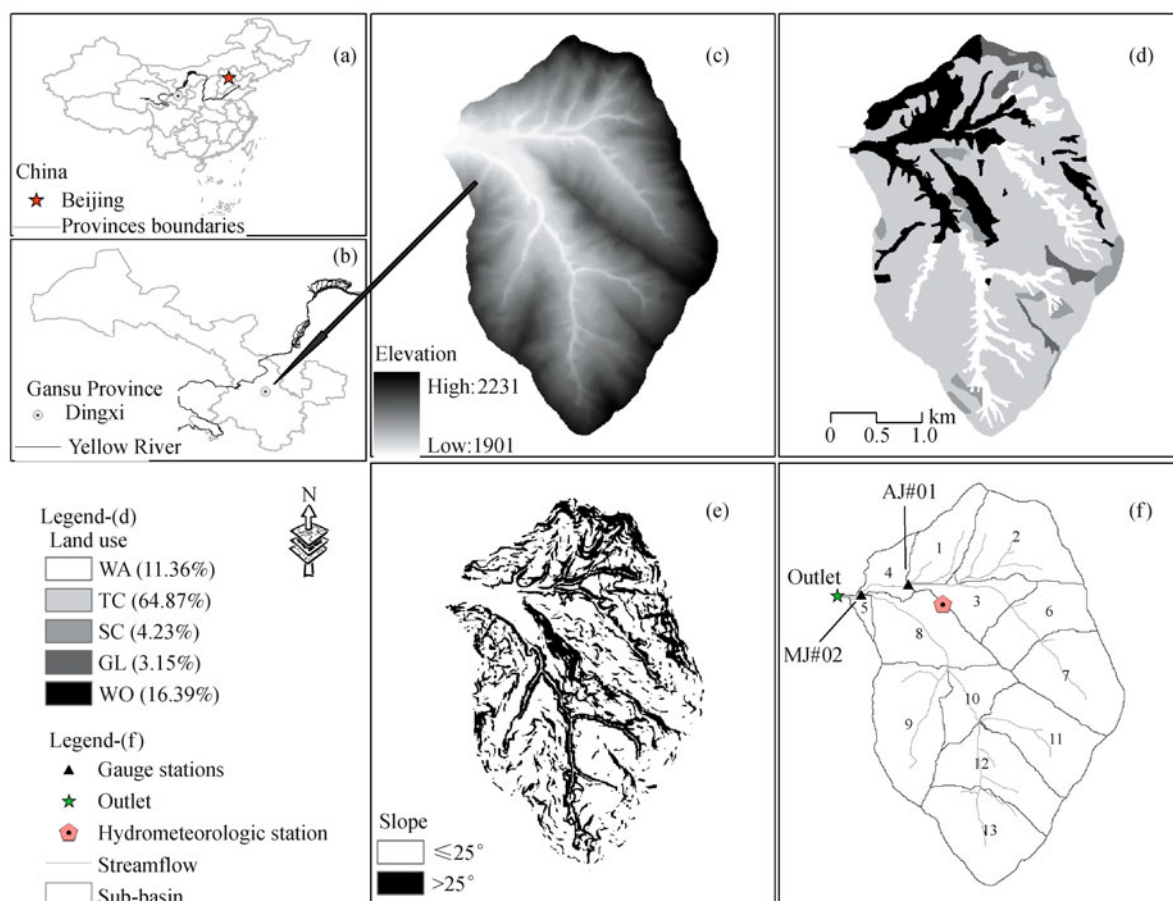 (a)
China
Beijing
Provinces boundaries
(b)
Gansu Province
Dingxi
Yellow River
(c)
Elevation
High:2231
Low:1901
(d)
km
0 0.5 1.0
Legend-(d)
Land use
WA (11.36%)
TC (64.87%)
SC (4.23%)
GL (3.15%)
WO (16.39%)
N
Legend-(f)
Gauge stations
Outlet
Hydrometeorologic station
Streamflow
Sub-basin
(e)
Slope
≤25°
>25°
(f)
AJ#01
Outlet
MJ#02
1
2
3
4
5
6
7
8
9
10
11
12
13